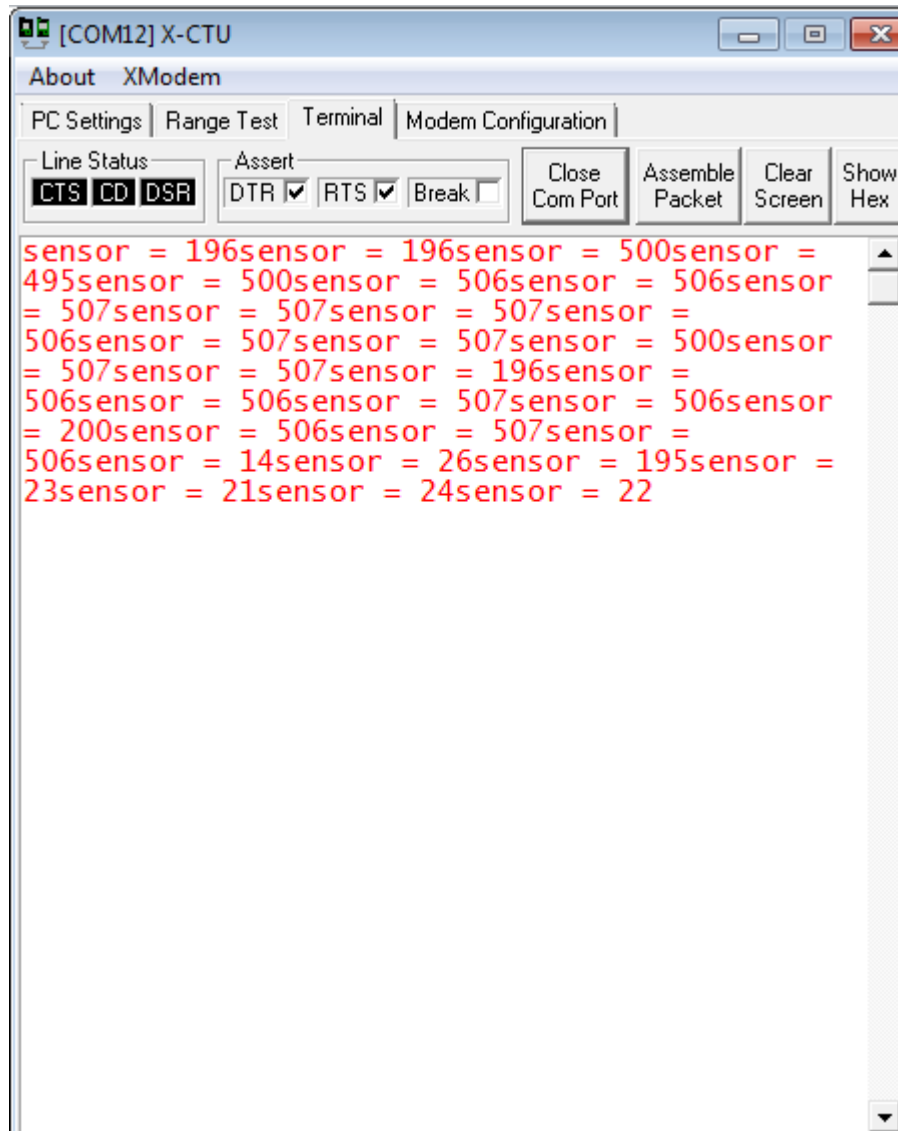 [COM12] X-CTU
About XModem
PC Settings Range Test Terminal Modem Configuration
Line Status
CTS CD DSR
Assert
DTR RTS Break
Close
Com Port
Assemble
Packet
Clear
Screen
Show
Hex
sensor = 196sensor = 196sensor = 500sensor =
495sensor = 500sensor = 506sensor = 506sensor
= 507sensor = 507sensor = 507sensor =
506sensor = 507sensor = 507sensor = 500sensor
= 507sensor = 507sensor = 196sensor =
506sensor = 506sensor = 507sensor = 506sensor
= 200sensor = 506sensor = 507sensor =
506sensor = 14sensor = 26sensor = 195sensor =
23sensor = 21sensor = 24sensor = 22